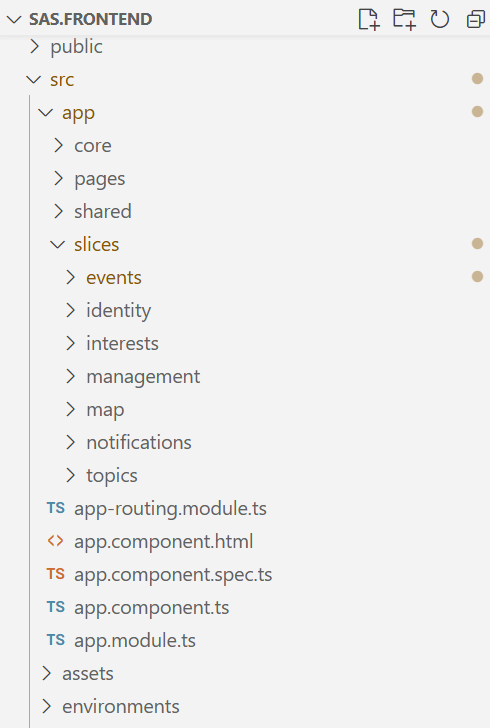 SAS.FRONTEND
public
src
app
core
pages
shared
slices
events
identity
interests
management
map
notifications
topics
TS app-routing.module.ts
<> app.component.html
TS app.component.spec.ts
TS app.component.ts
TS app.module.ts
assets
environments